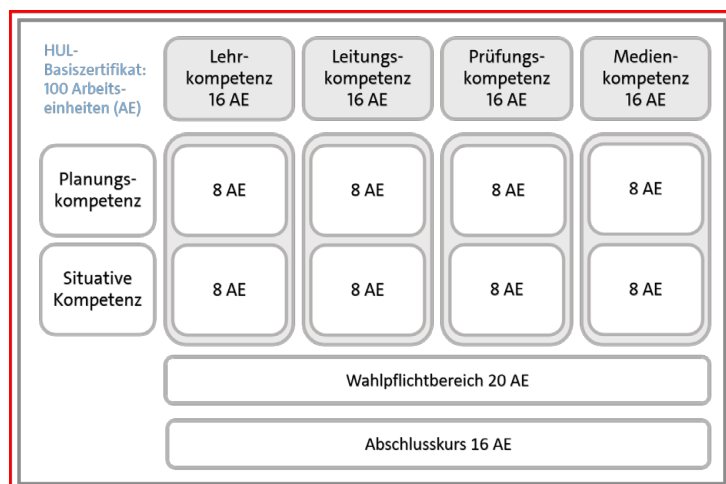 HUL-
Basiszertifikat:
100 Arbeits-
einheiten (AE)
Lehr-
kompetenz
16 AE
Leitungs-
kompetenz
16 AE
Prüfungs-
kompetenz
16 AE
Medien-
kompetenz
16 AE
Planungs-
kompetenz
8 AE
8 AE
8 AE
8 AE
Situative
Kompetenz
8 AE
8 AE
8 AE
8 AE
Wahlpflichtbereich 20 AE
Abschlusskurs 16 AE